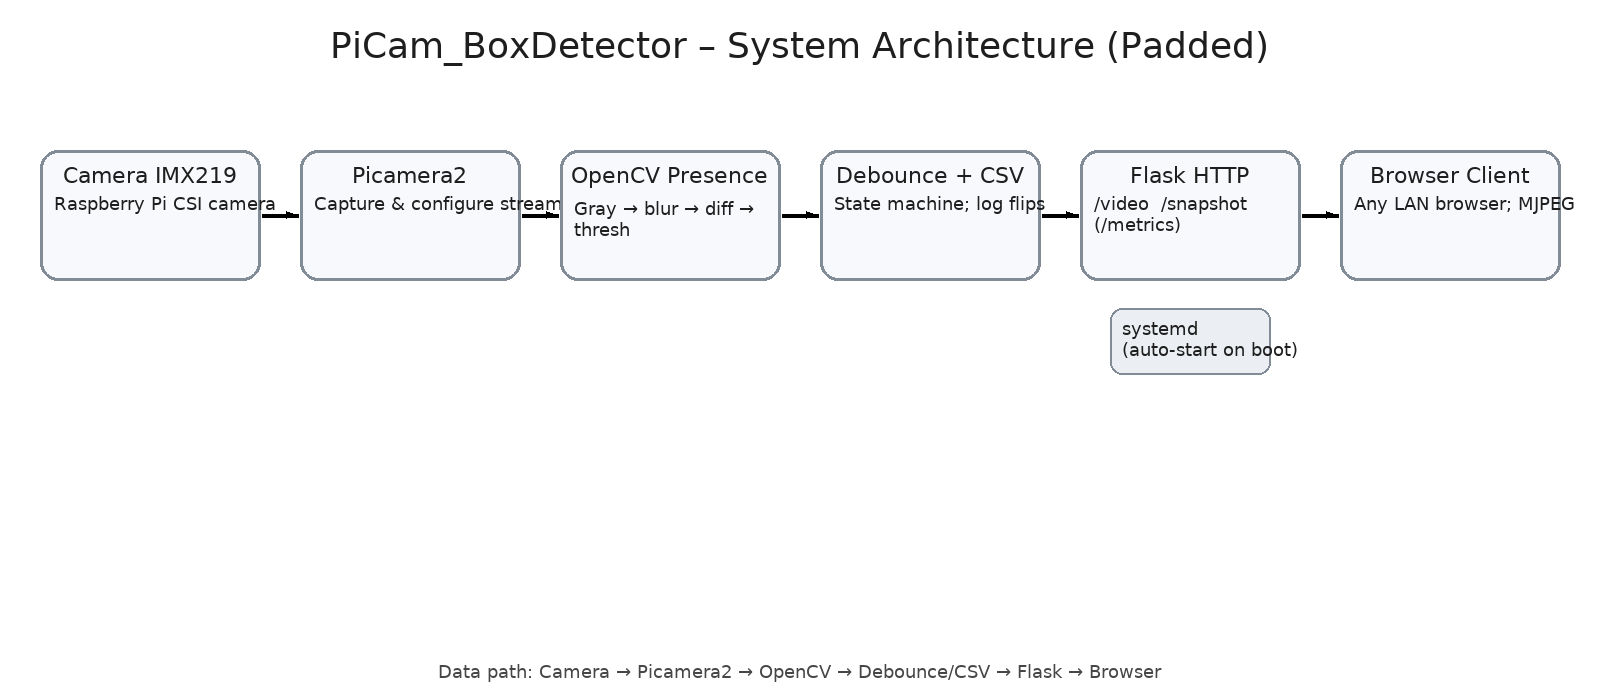 PiCam_BoxDetector – System Architecture (Padded)
Camera IMX219
Raspberry Pi CSI camera
Picamera2
Capture & configure stream
OpenCV Presence
Gray → blur → diff →
thresh
Debounce + CSV
State machine; log flips
Flask HTTP
/video  /snapshot
(/metrics)
Browser Client
Any LAN browser; MJPEG
systemd
(auto-start on boot)
Data path: Camera → Picamera2 → OpenCV → Debounce/CSV → Flask → Browser